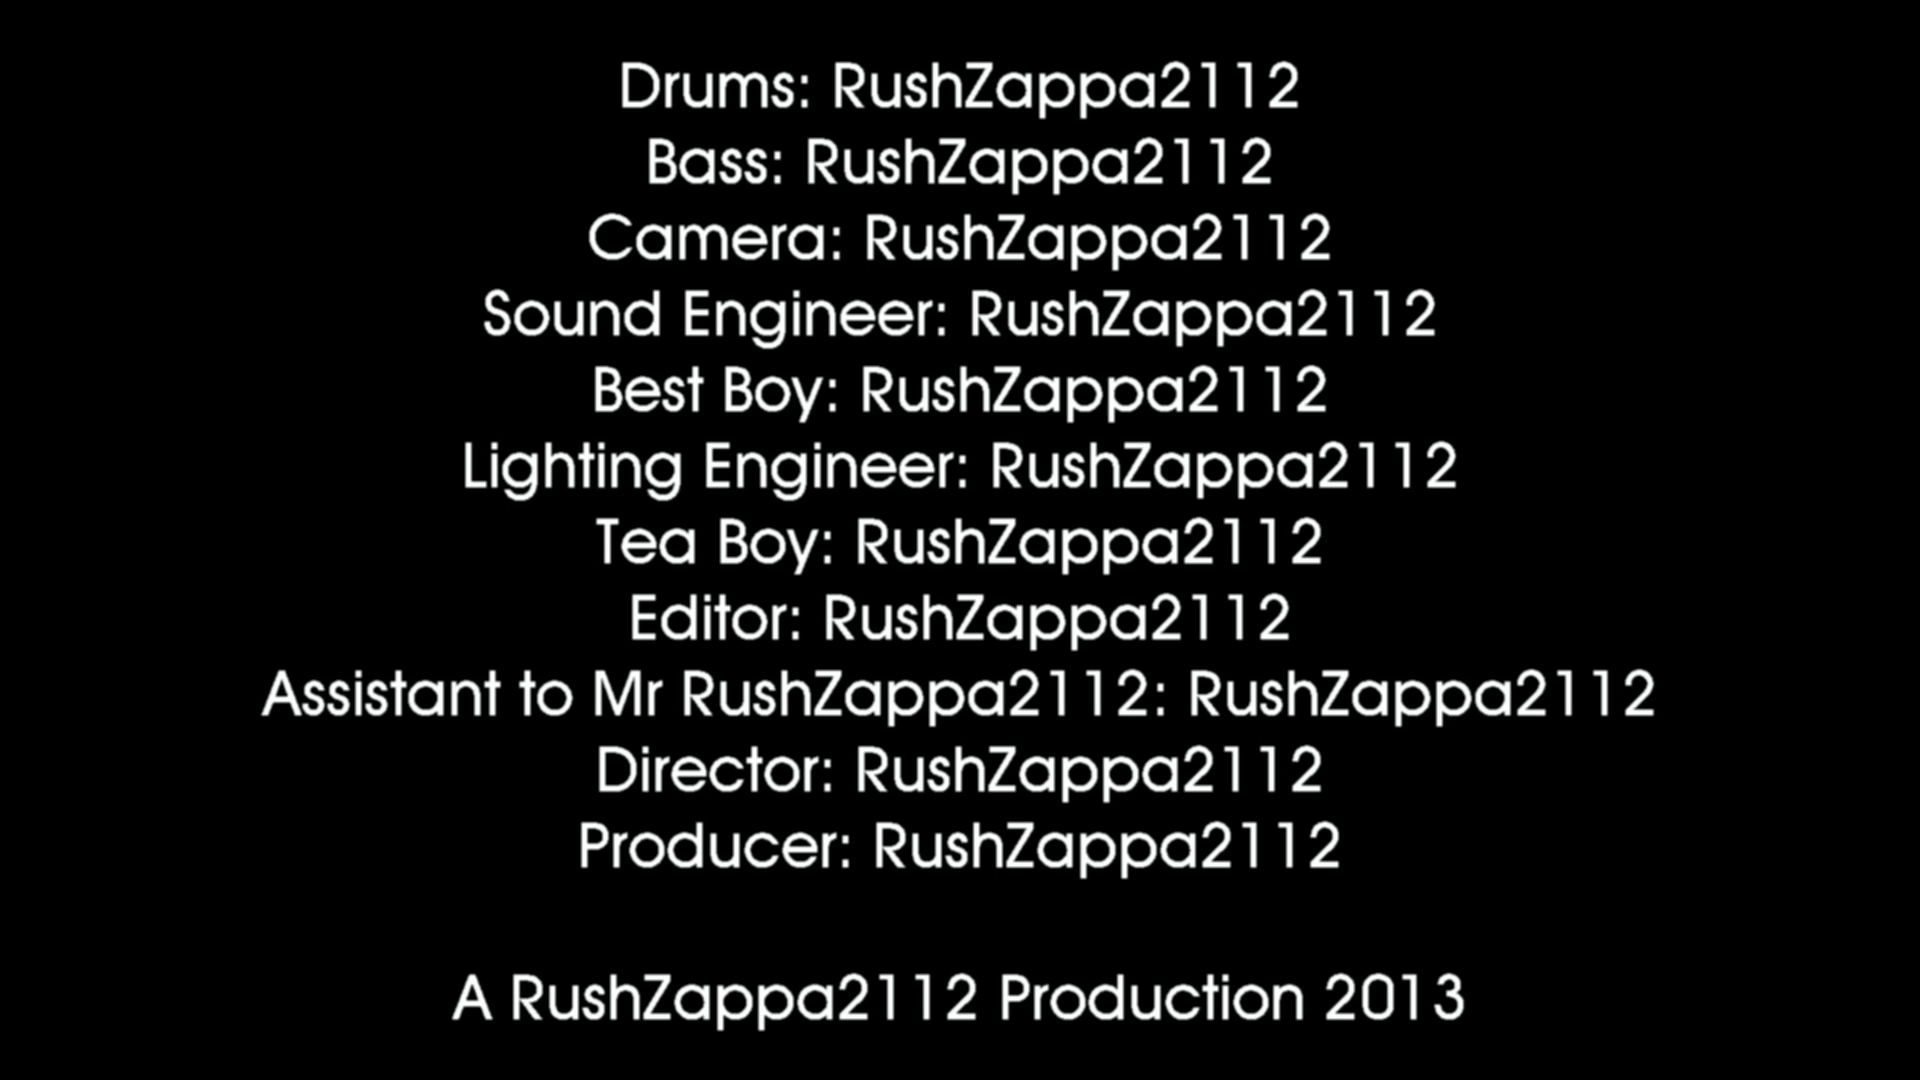 Drums: RushZappa2112
Bass: RushZappa2112
Camera: RushZappa2112
Sound Engineer: RushZappa2112
Best Boy: RushZappa2112
Lighting Engineer: RushZappa2112
Tea Boy: RushZappa2112
Editor: RushZappa2112
Assistant to Mr RushZappa2112: RushZappa2112
Director: RushZappa2112
Producer: RushZappa2112
A RushZappa2112 Production 2013